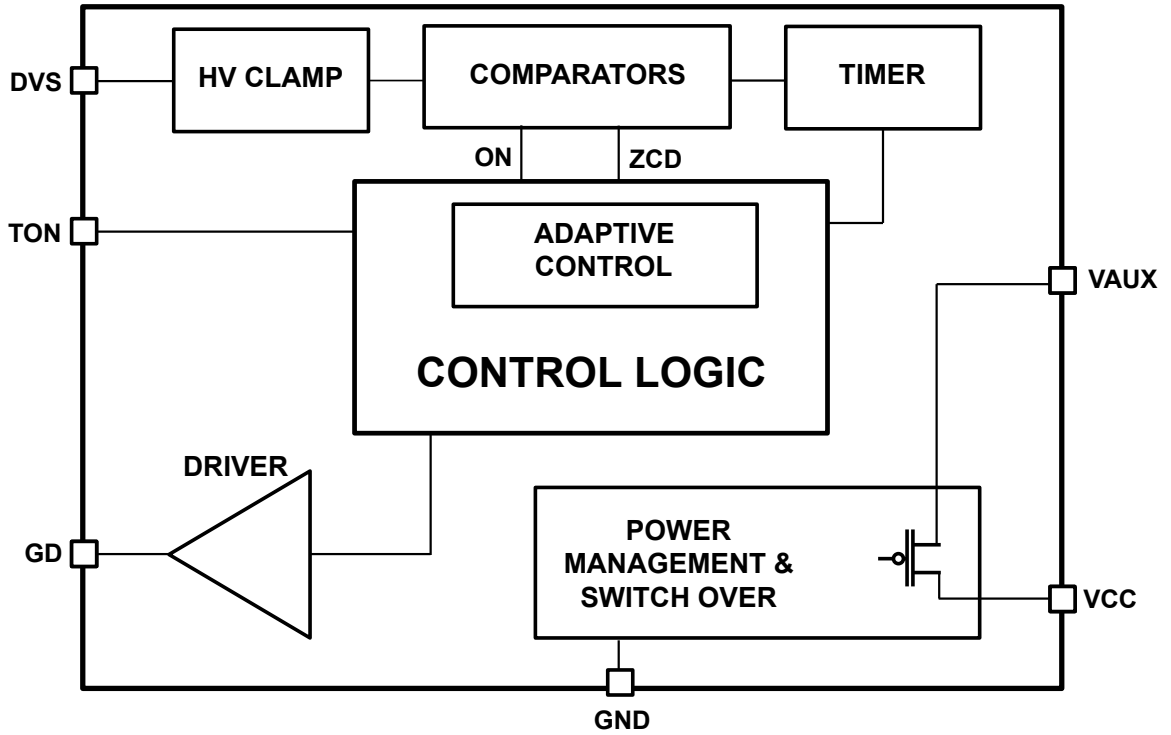 HV CLAMP
COMPARATORS
TIMER
DVS
ON
ZCD
TON
ADAPTIVE
CONTROL
VAUX
CONTROL LOGIC
DRIVER
GD
POWER
MANAGEMENT &
SWITCH OVER
VCC
GND